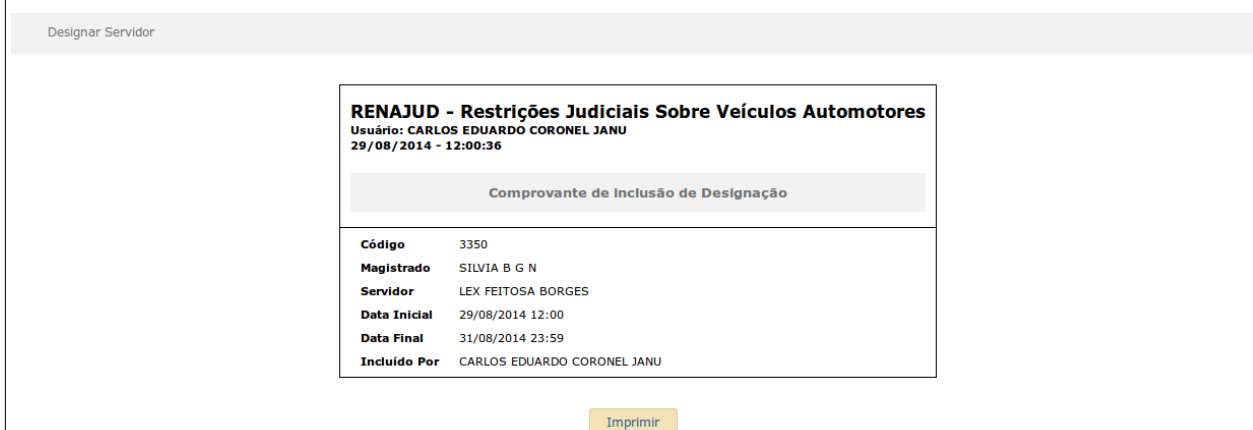 Designar Servidor
RENAJUD - Restrições Judiciais Sobre Veículos Automotores
Usuário: CARLOS EDUARDO CORONEL JANU
29/08/2014 - 12:00:36
Comprovante de inclusão de Designação
Código 3350
Magistrado SILVIA B G N
Servidor LEX FEITOSA BORGES
Data Inicial 29/08/2014 12:00
Data Final 31/08/2014 23:59
Incluído Por CARLOS EDUARDO CORONEL JANU
Imprimir